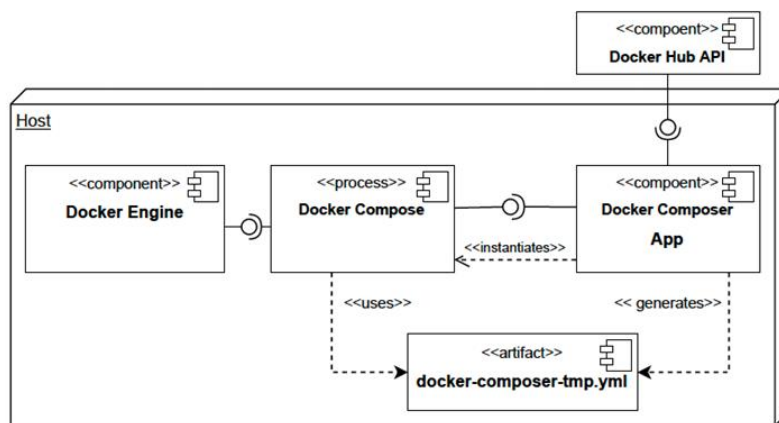 <<compoent>>
Docker Hub API
Host
<<component>>
Docker Engine
<<process>>
Docker Compose
<<compoent>>
Docker Composer
App
<<instantiates>>
<<uses>>
<< generates>>
<<artifact>>
docker-composer-tmp.yml